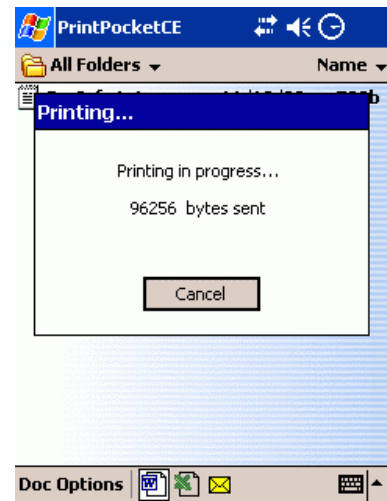 PrintPocketCE
All Folders Name
Printing...
Printing in progress...
96256 bytes sent
Cancel
Doc Options